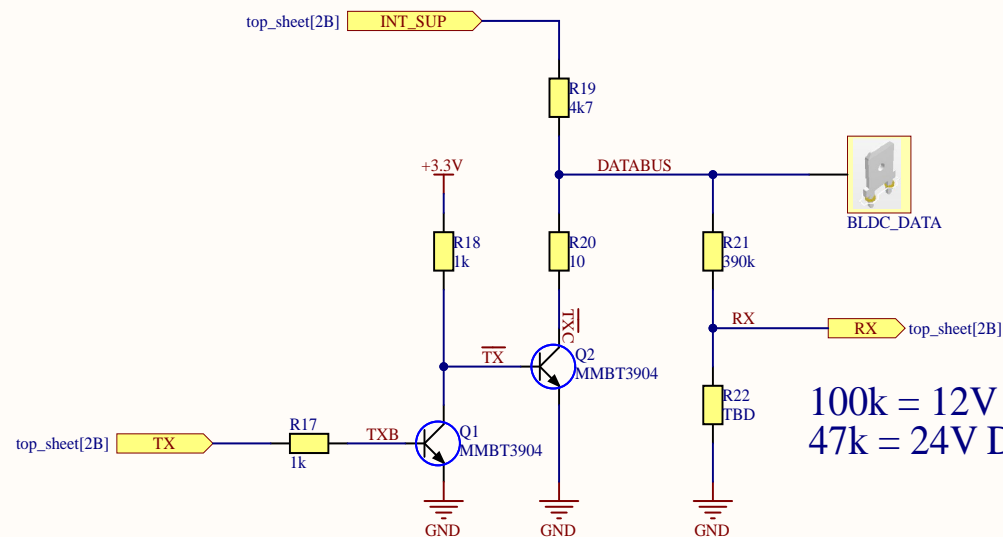 top_sheet[2B] INT_SUP
R19
4k7
+3.3V
DATABUS
BLDC_DATA
R18
1k
R20
10
R21
390k
TXC
RX
RX top_sheet[2B]
TX
Q2
MMBT3904
R22
TBD
100k = 12V
47k = 24V D
top_sheet[2B] TX
R17
1k
TXB
Q1
MMBT3904
GND
GND
GND